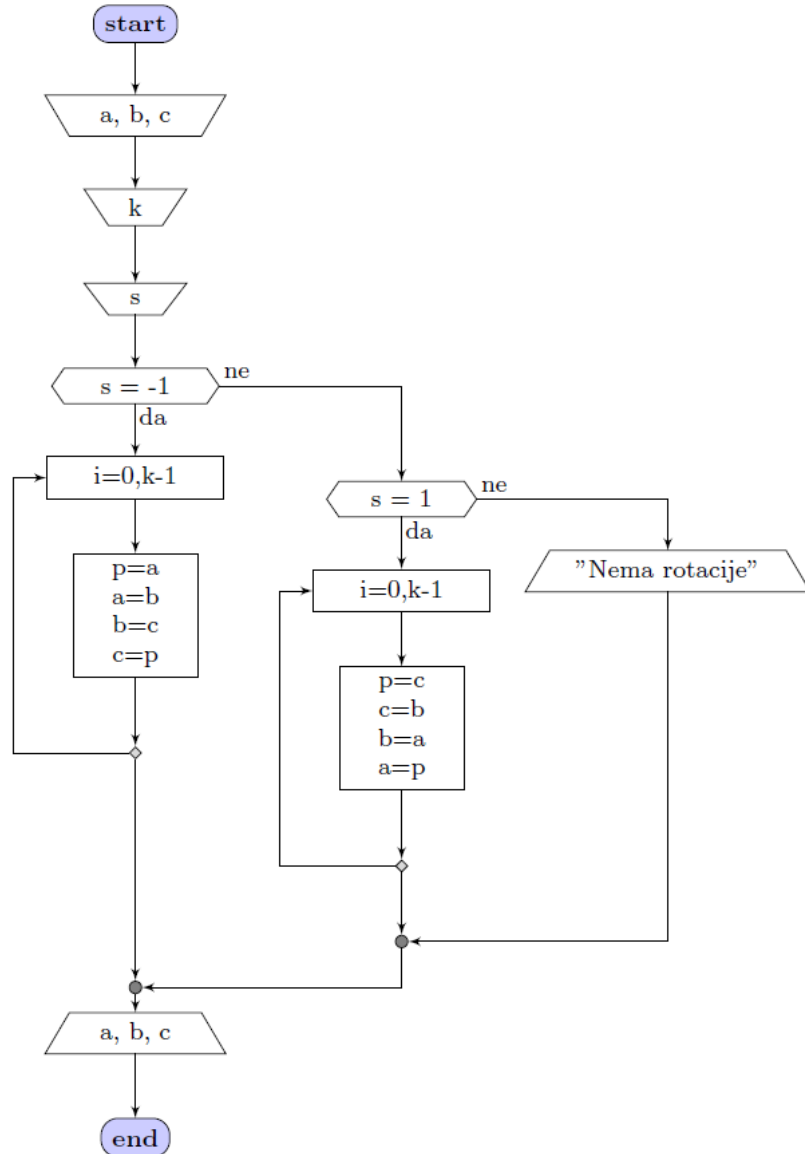 start
a, b, c
k
s
s = -1
ne
da
i=0,k-1
p=a
a=b
b=c
c=p
s = 1
ne
da
i=0,k-1
p=c
c=b
b=a
a=p
"Nema rotacije"
a, b, c
end